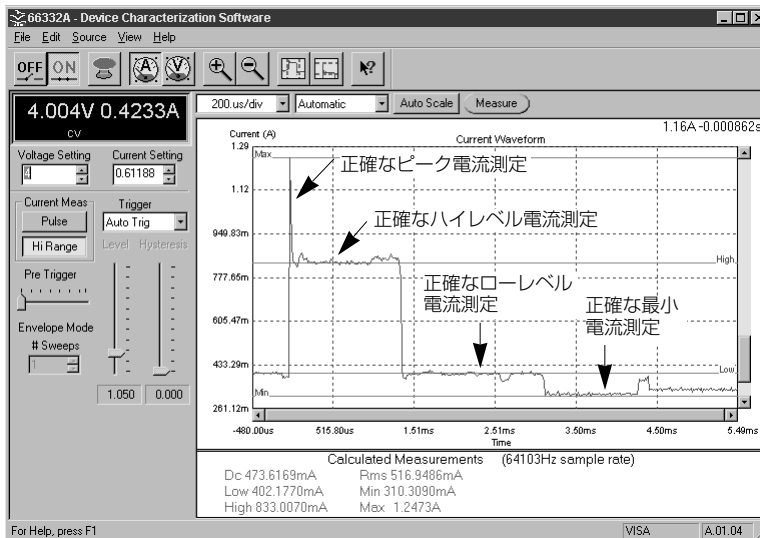 66332A - Device Characterization Software
File Edit Source View Help
OFF ON A V
4.004V 0.4233A
CV
200.us/div Automatic Auto Scale Measure
Voltage Setting Current Setting
4 0.61188
Current Meas Trigger
Pulse Auto Trig
Hi Range Level Hysteresis
Pre Trigger
Envelope Mode
# Sweeps
1
1.050 0.000
1.16A -0.000862s
Current (A) Current Waveform
1.29
1.12
949.83m
777.65m
605.47m
433.29m
261.12m
Max
High
Low
Min
正確なピーク電流測定
正確なハイレベル電流測定
正確なローレベル
電流測定
正確な最小
電流測定
-480.00us 515.80us 1.51ms 2.51ms 3.50ms 4.50ms 5.49ms
Time
Calculated Measurements (64103Hz sample rate)
Dc 473.6169mA Rms 516.9486mA
Low 402.1770mA Min 310.3090mA
High 833.0070mA Max 1.2473A
For Help, press F1 VISA A.01.04